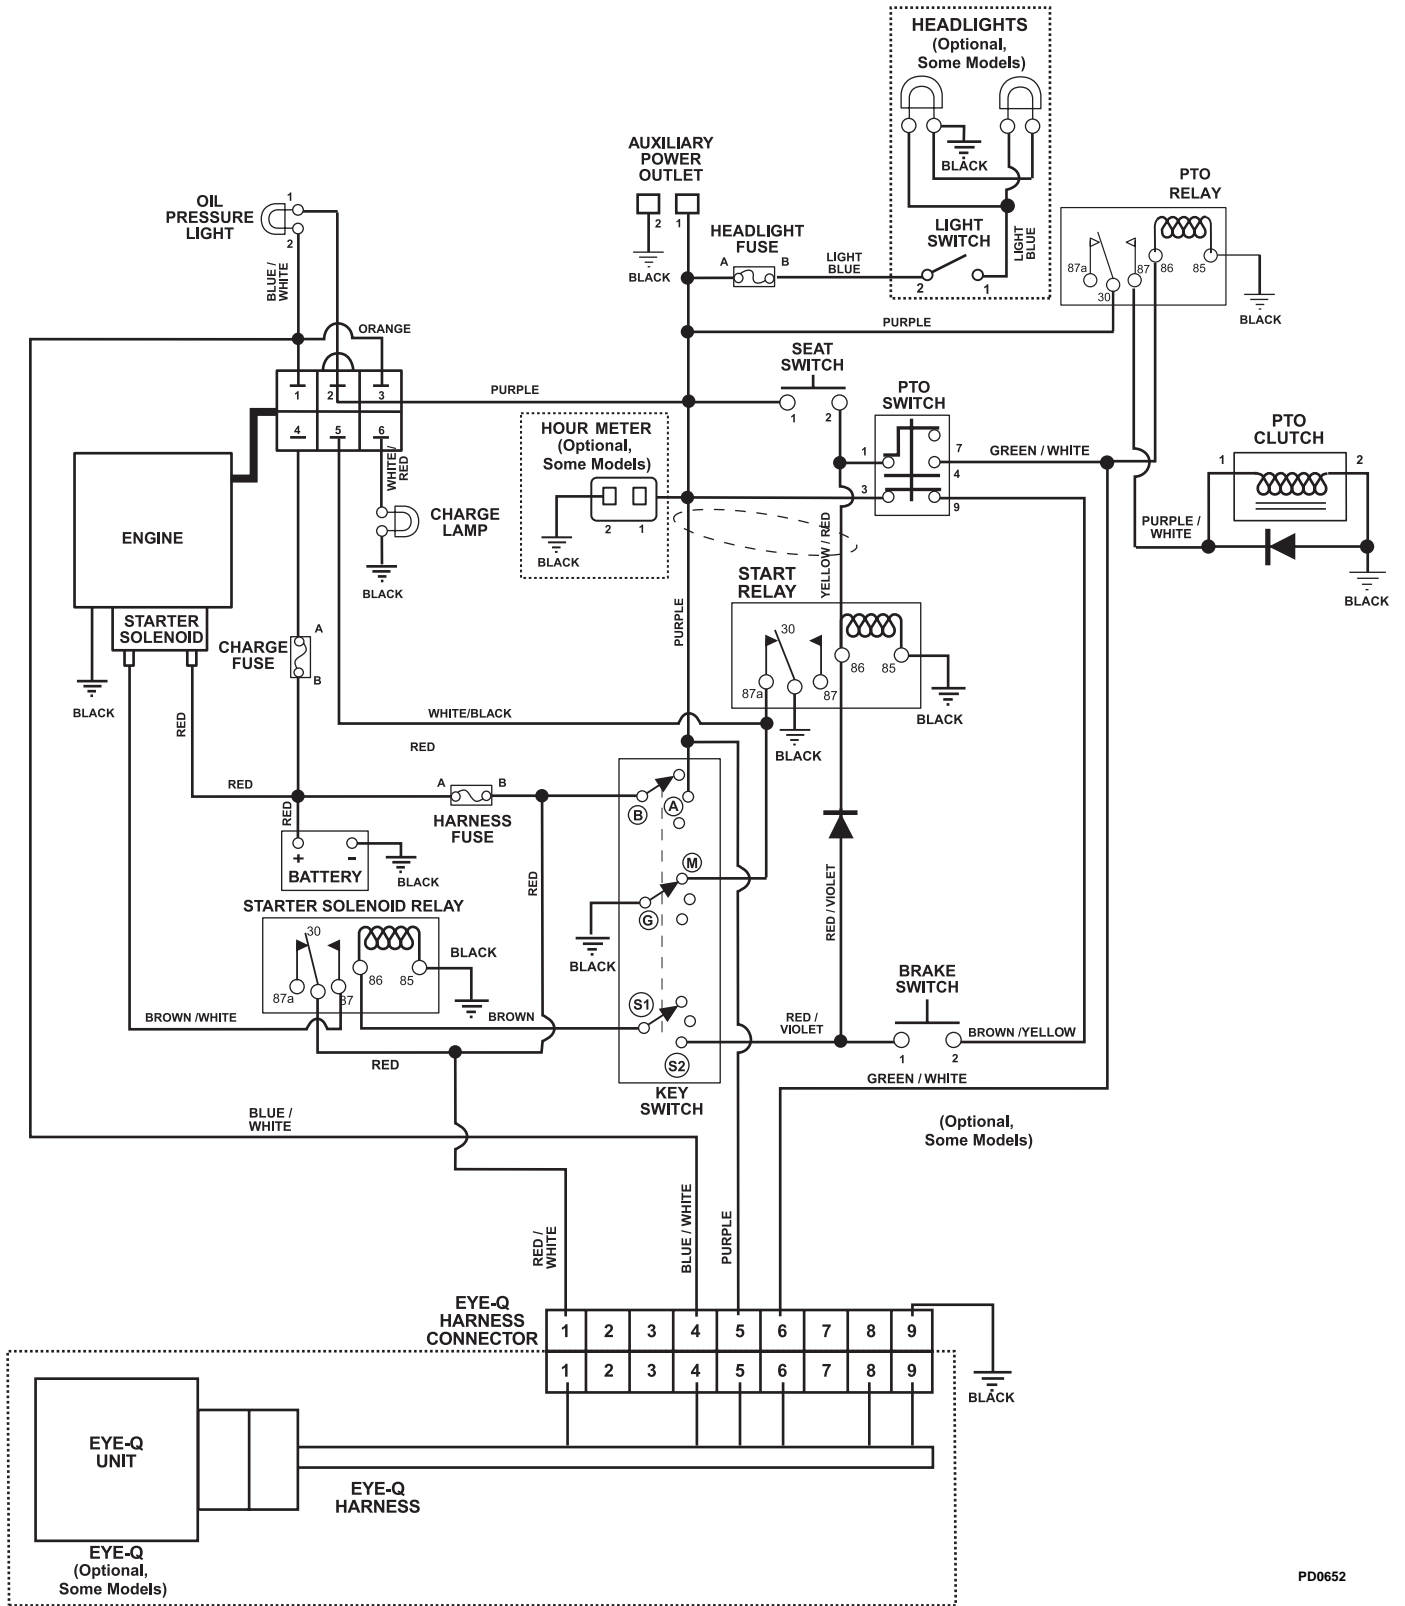 HEADLIGHTS
(Optional,
Some Models)
BLACK
LIGHT
SWITCH
2
1
LIGHT
BLUE
AUXILIARY
POWER
OUTLET
2
1
BLACK
HEADLIGHT
FUSE
A
B
LIGHT
BLUE
PTO
RELAY
87a
30
87
86
85
BLACK
OIL
PRESSURE
LIGHT
1
2
BLUE /
WHITE
ORANGE
PURPLE
1
2
3
4
5
6
PURPLE
SEAT
SWITCH
1
2
PTO
SWITCH
1
7
4
3
9
GREEN / WHITE
PTO
CLUTCH
1
2
PURPLE /
WHITE
BLACK
HOUR METER
(Optional,
Some Models)
2
1
BLACK
WHITE /
RED
CHARGE
LAMP
BLACK
ENGINE
STARTER
SOLENOID
BLACK
RED
CHARGE
FUSE
A
B
PURPLE
YELLOW / RED
START
RELAY
30
87a
87
86
85
BLACK
BLACK
WHITE/BLACK
RED
RED
A
B
HARNESS
FUSE
RED
+
-
BATTERY
BLACK
RED
B
A
M
G
BLACK
S1
S2
KEY
SWITCH
STARTER SOLENOID RELAY
30
87a
87
86
85
BLACK
BROWN /WHITE
BROWN
RED
RED / VIOLET
RED /
VIOLET
BRAKE
SWITCH
1
2
BROWN /YELLOW
GREEN / WHITE
(Optional,
Some Models)
BLUE /
WHITE
RED /
WHITE
BLUE / WHITE
PURPLE
EYE-Q
HARNESS
CONNECTOR
1 2 3 4 5 6 7 8 9
1 2 3 4 5 6 7 8 9
BLACK
EYE-Q
UNIT
EYE-Q
HARNESS
EYE-Q
(Optional,
Some Models)
PD0652